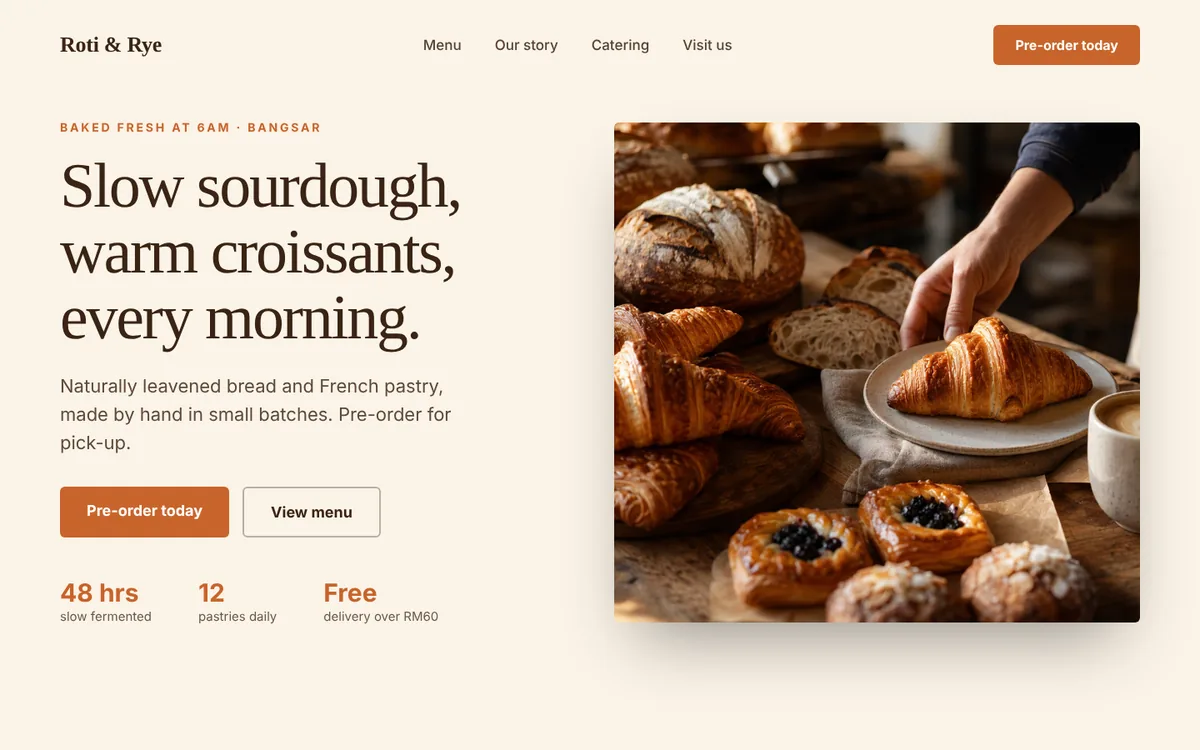 Roti & Rye
Menu
Our story
Catering
Visit us
Pre-order today
BAKED FRESH AT 6AM · BANGSAR
Slow sourdough,
warm croissants,
every morning.
Naturally leavened bread and French pastry,
made by hand in small batches. Pre-order for
pick-up.
Pre-order today
View menu
48 hrs
slow fermented
12
pastries daily
Free
delivery over RM60